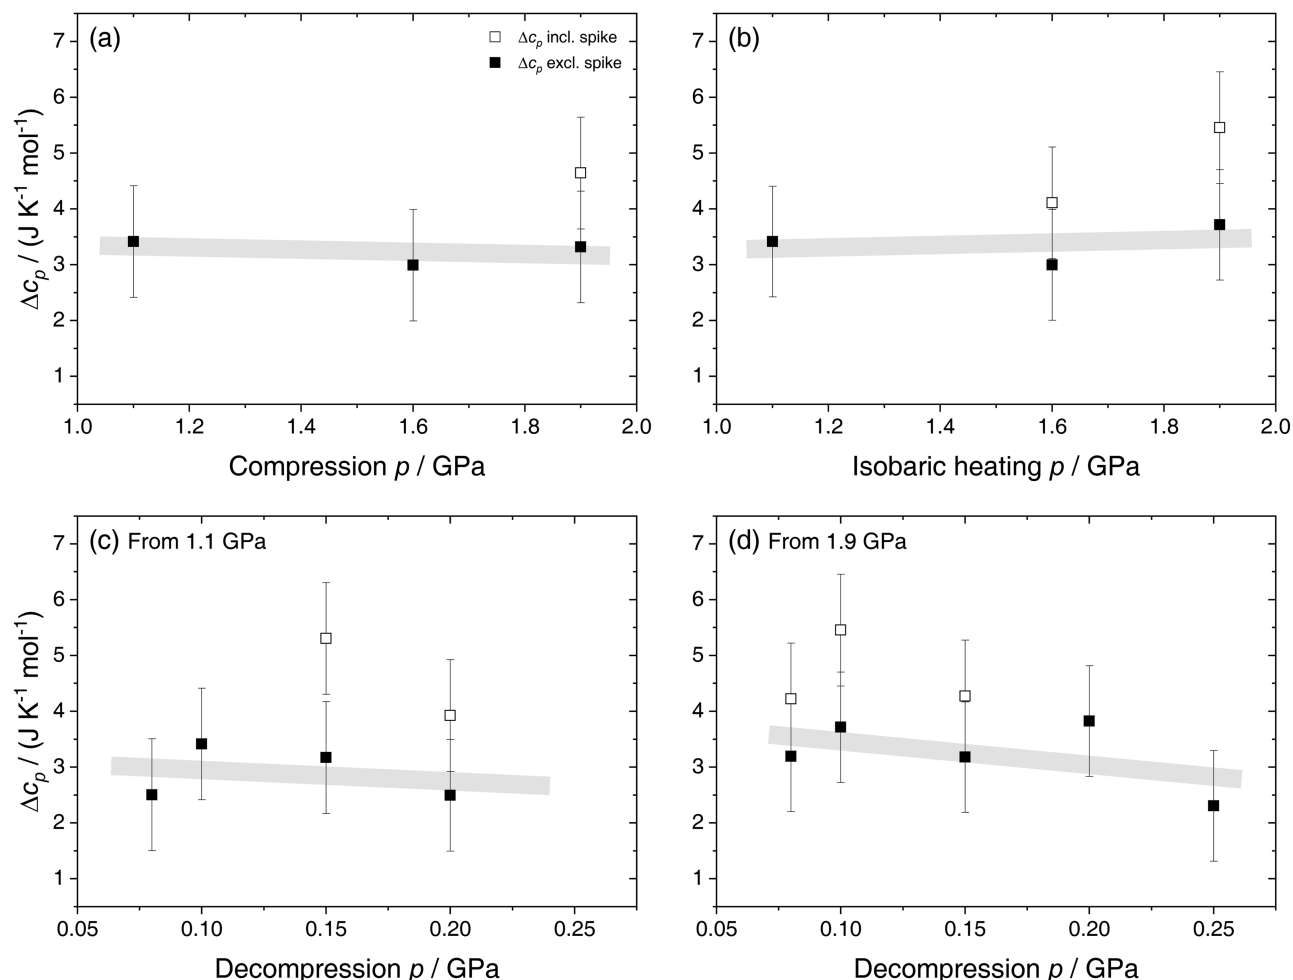 (a)
Δcp incl. spike
Δcp excl. spike
7
6
5
4
3
2
1
Δcp / (J K-1 mol-1)
1.0 1.2 1.4 1.6 1.8 2.0
Compression p / GPa
(b)
7
6
5
4
3
2
1
1.0 1.2 1.4 1.6 1.8 2.0
Isobaric heating p / GPa
(c) From 1.1 GPa
7
6
5
4
3
2
1
Δcp / (J K-1 mol-1)
0.05 0.10 0.15 0.20 0.25
Decompression p / GPa
(d) From 1.9 GPa
7
6
5
4
3
2
1
0.05 0.10 0.15 0.20 0.25
Decompression p / GPa